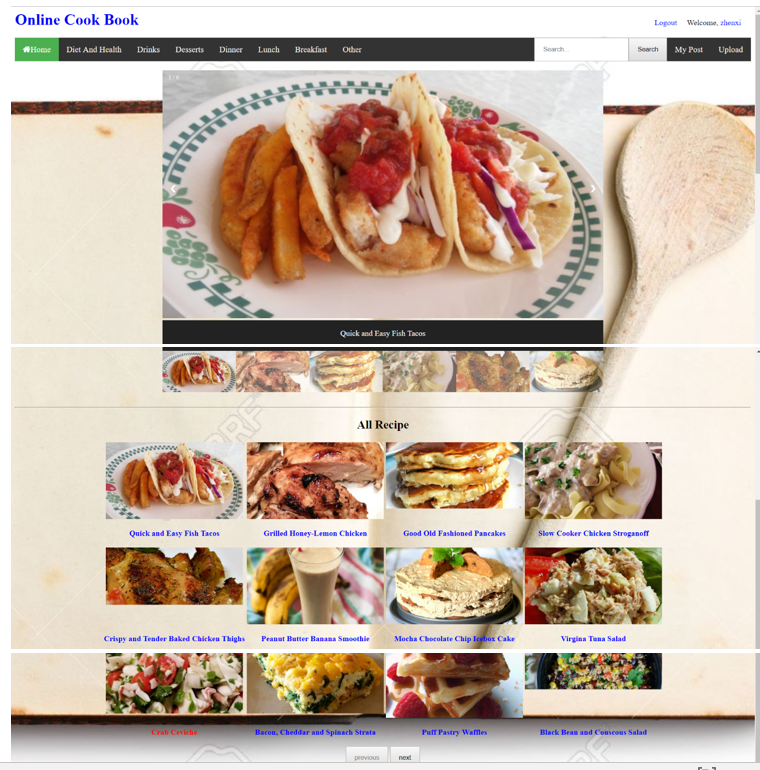 Online Cook Book
Logout Welcome, zhenxi
Home Diet And Health Drinks Desserts Dinner Lunch Breakfast Other Search... Search My Post Upload
1 / 6
Quick and Easy Fish Tacos
All Recipe
Quick and Easy Fish Tacos Grilled Honey-Lemon Chicken Good Old Fashioned Pancakes Slow Cooker Chicken Stroganoff
Crispy and Tender Baked Chicken Thighs Peanut Butter Banana Smoothie Mocha Chocolate Chip Icebox Cake Virgina Tuna Salad
Crab Ceviche Bacon, Cheddar and Spinach Strata Puff Pastry Waffles Black Bean and Couscous Salad
previous next